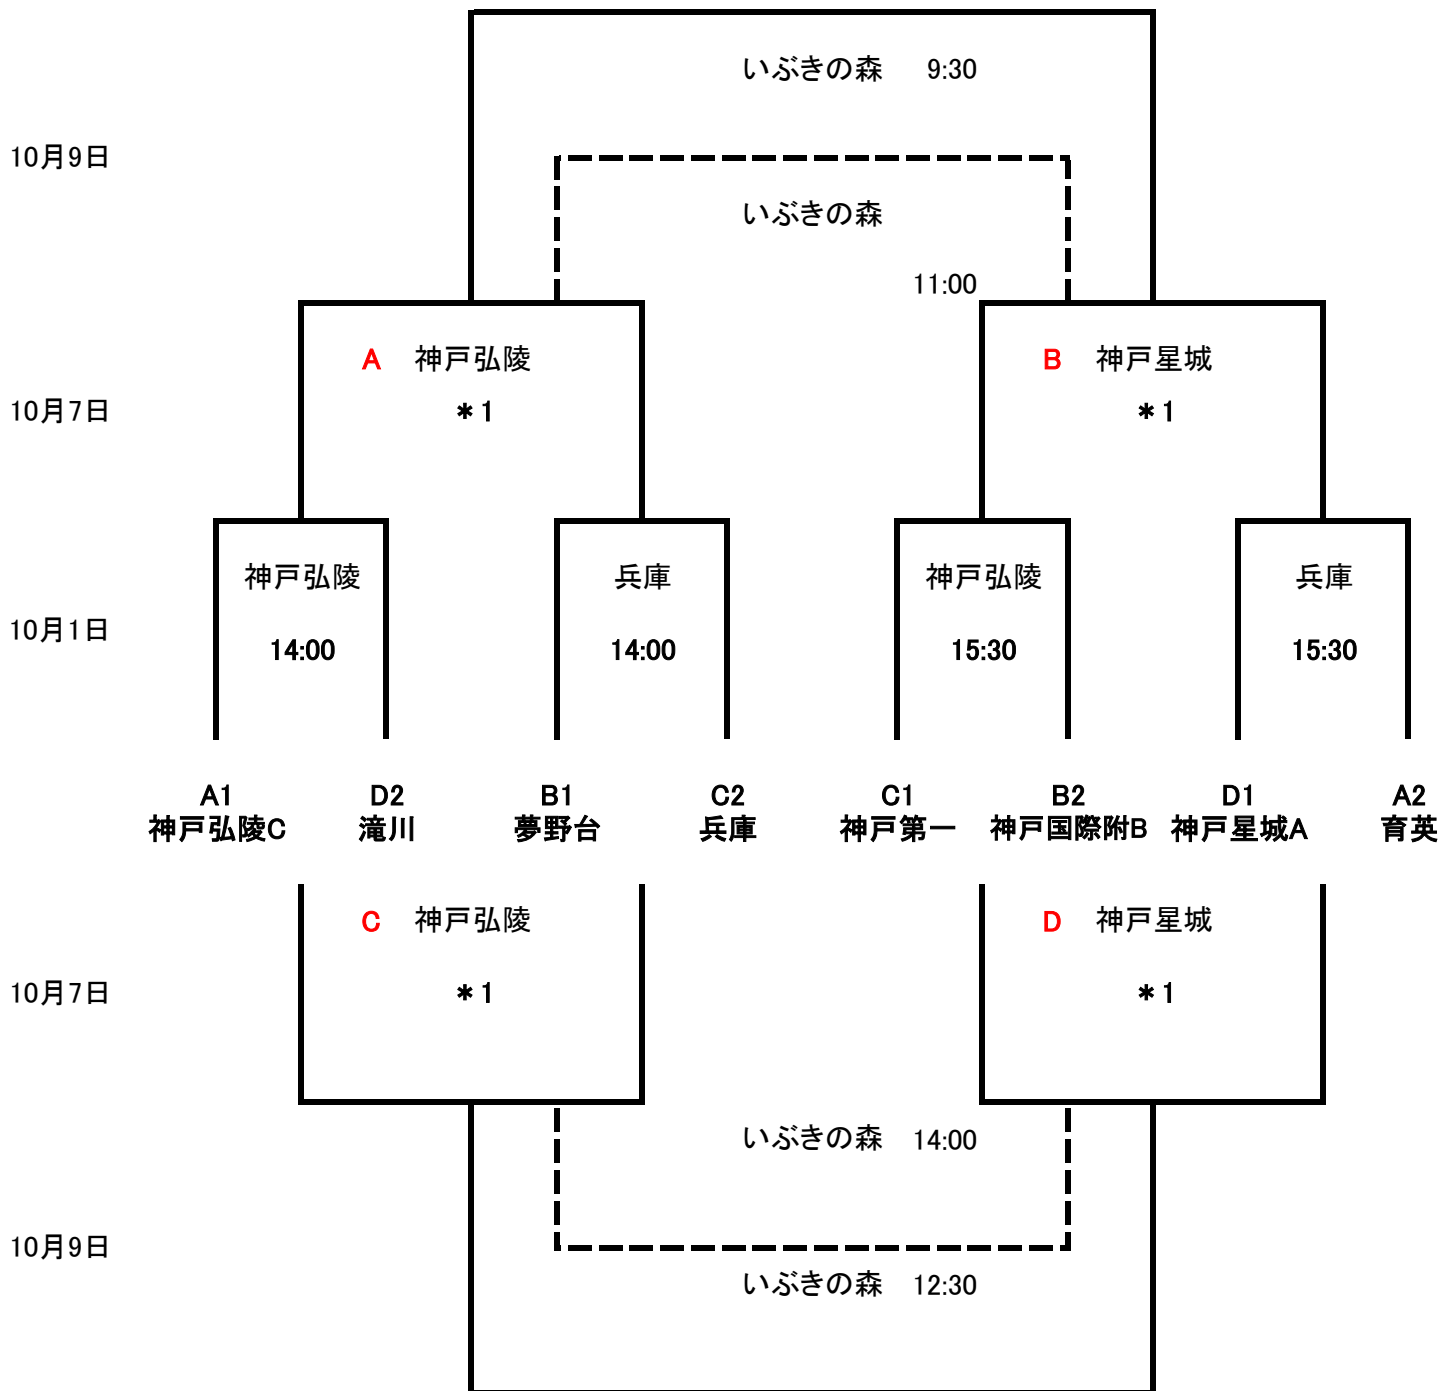 いぶきの森 9:30
10月9日
いぶきの森
11:00
A 神戸弘陵
B 神戸星城
10月7日
＊1
＊1
神戸弘陵
兵庫
神戸弘陵
兵庫
10月1日
14:00
14:00
15:30
15:30
A1
D2
B1
C2
C1
B2
D1
A2
神戸弘陵C
滝川
夢野台
兵庫
神戸第一
神戸国際附B
神戸星城A
育英
C 神戸弘陵
D 神戸星城
10月7日
＊1
＊1
いぶきの森 14:00
10月9日
いぶきの森 12:30